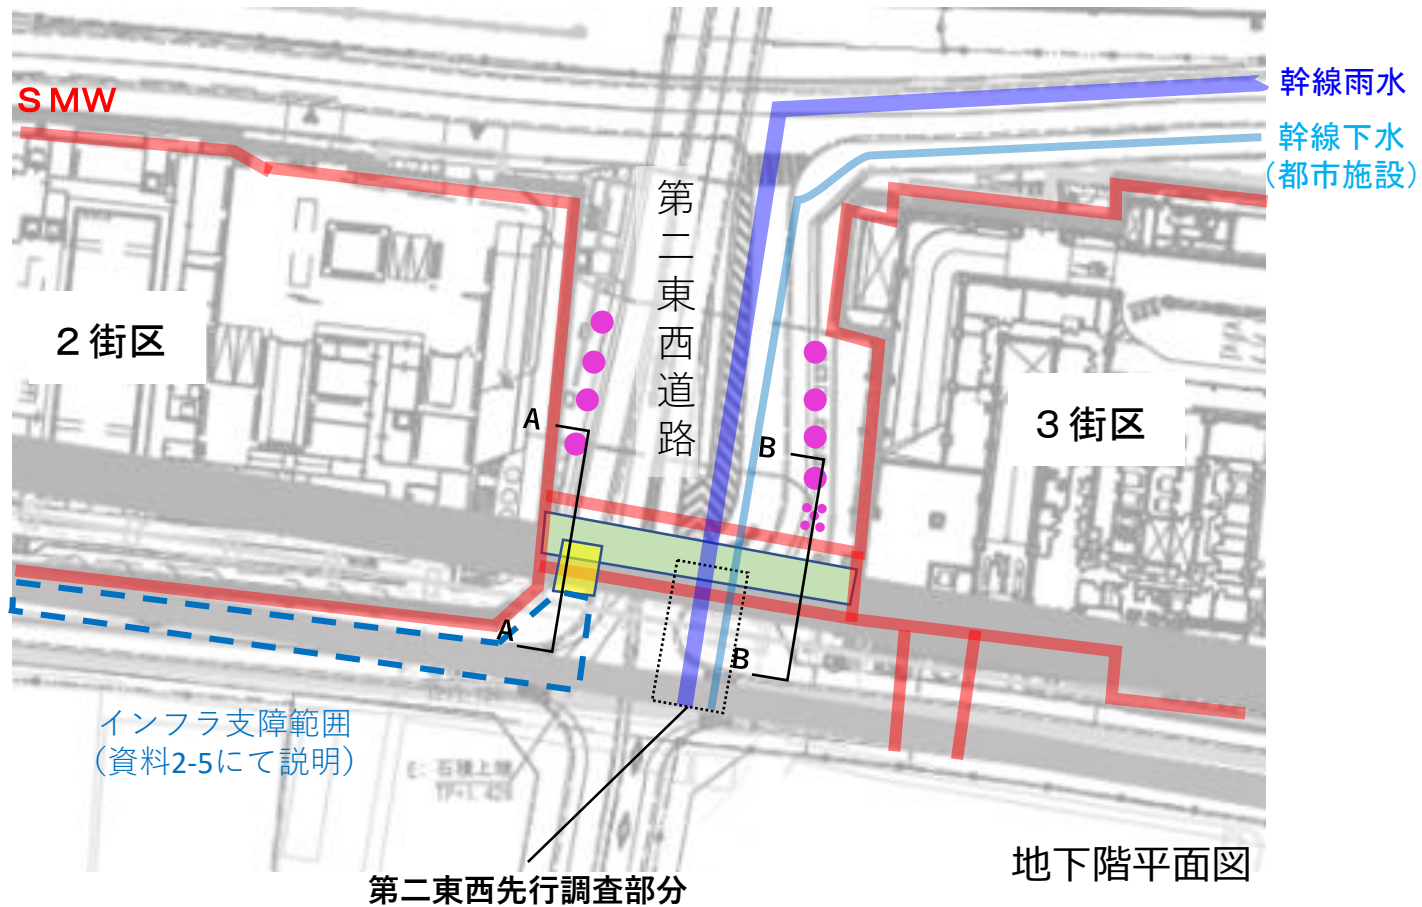 ＳＭＷ
幹線雨水
幹線下水
（都市施設）
第二東西道路
２街区
３街区
A
B
A
B
インフラ支障範囲
（資料2-5にて説明）
第二東西先行調査部分
地下階平面図